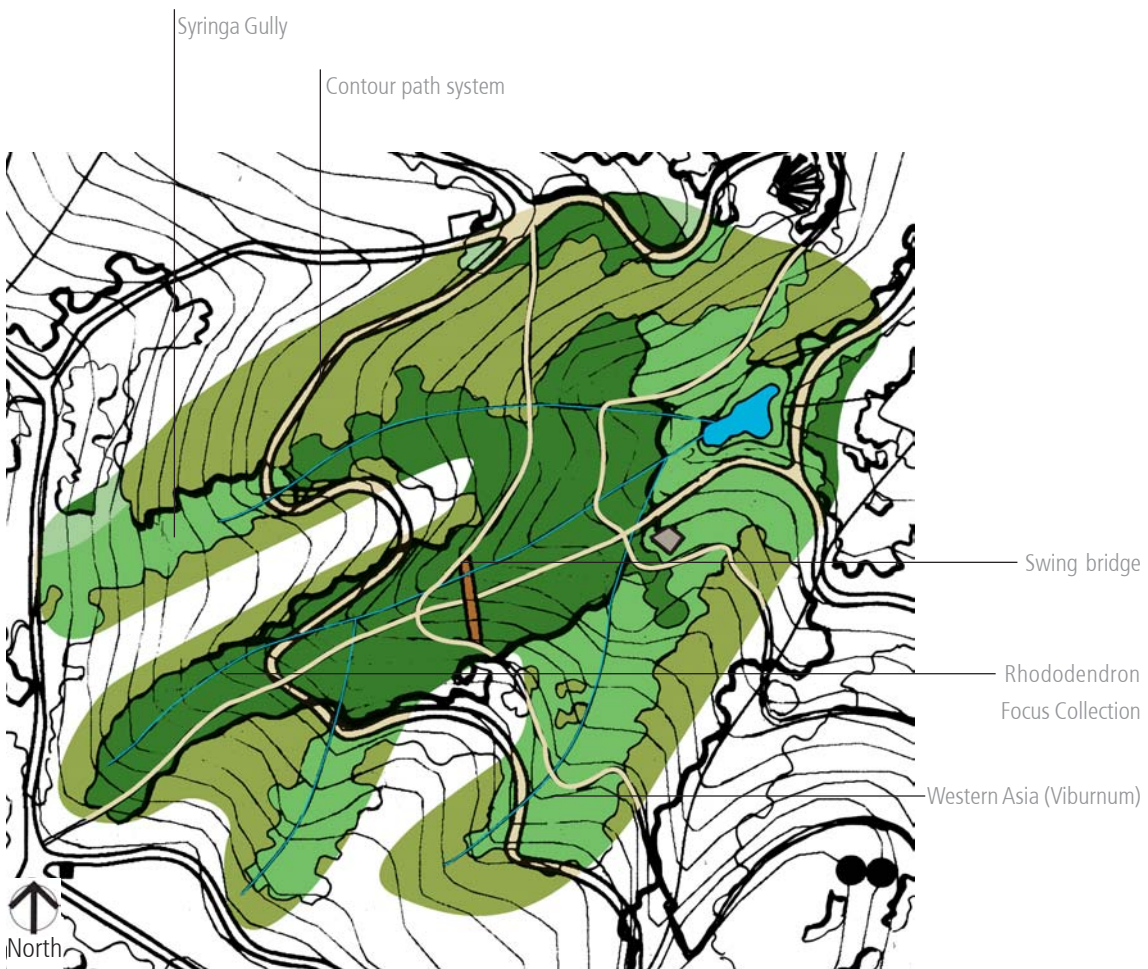 Syringa Gully
Contour path system
Swing bridge
Rhododendron
Focus Collection
Western Asia (Viburnum)
North